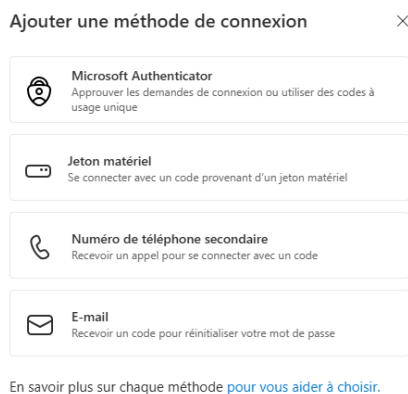 Ajouter une méthode de connexion
Microsoft Authenticator
Approuver les demandes de connexion ou utiliser des codes à
usage unique
Jeton matériel
Se connecter avec un code provenant d'un jeton matériel
Numéro de téléphone secondaire
Recevoir un appel pour se connecter avec un code
E-mail
Recevoir un code pour réinitialiser votre mot de passe
En savoir plus sur chaque méthode pour vous aider à choisir.